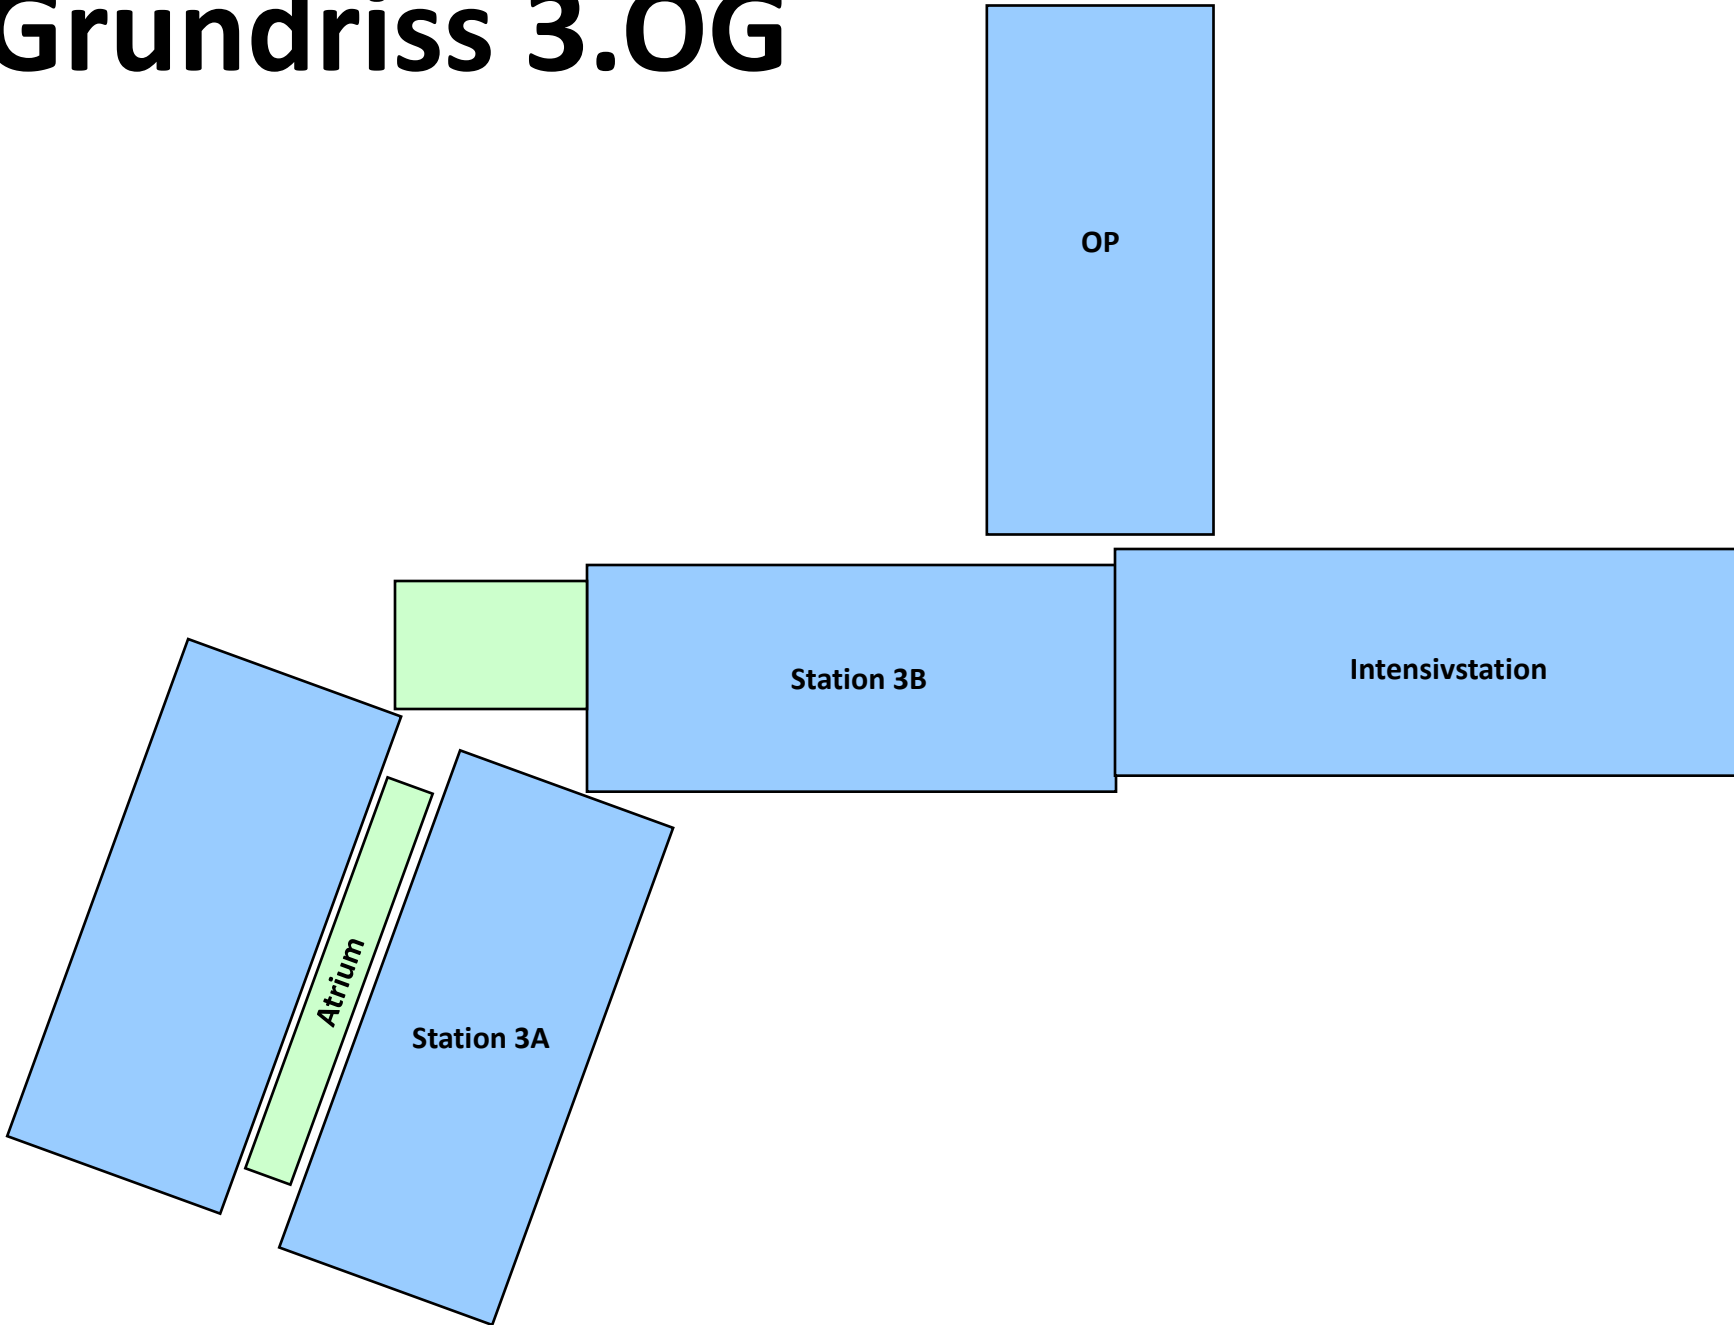 Grundriss 3.OG
OP
Station 3B
Intensivstation
Atrium
Station 3A